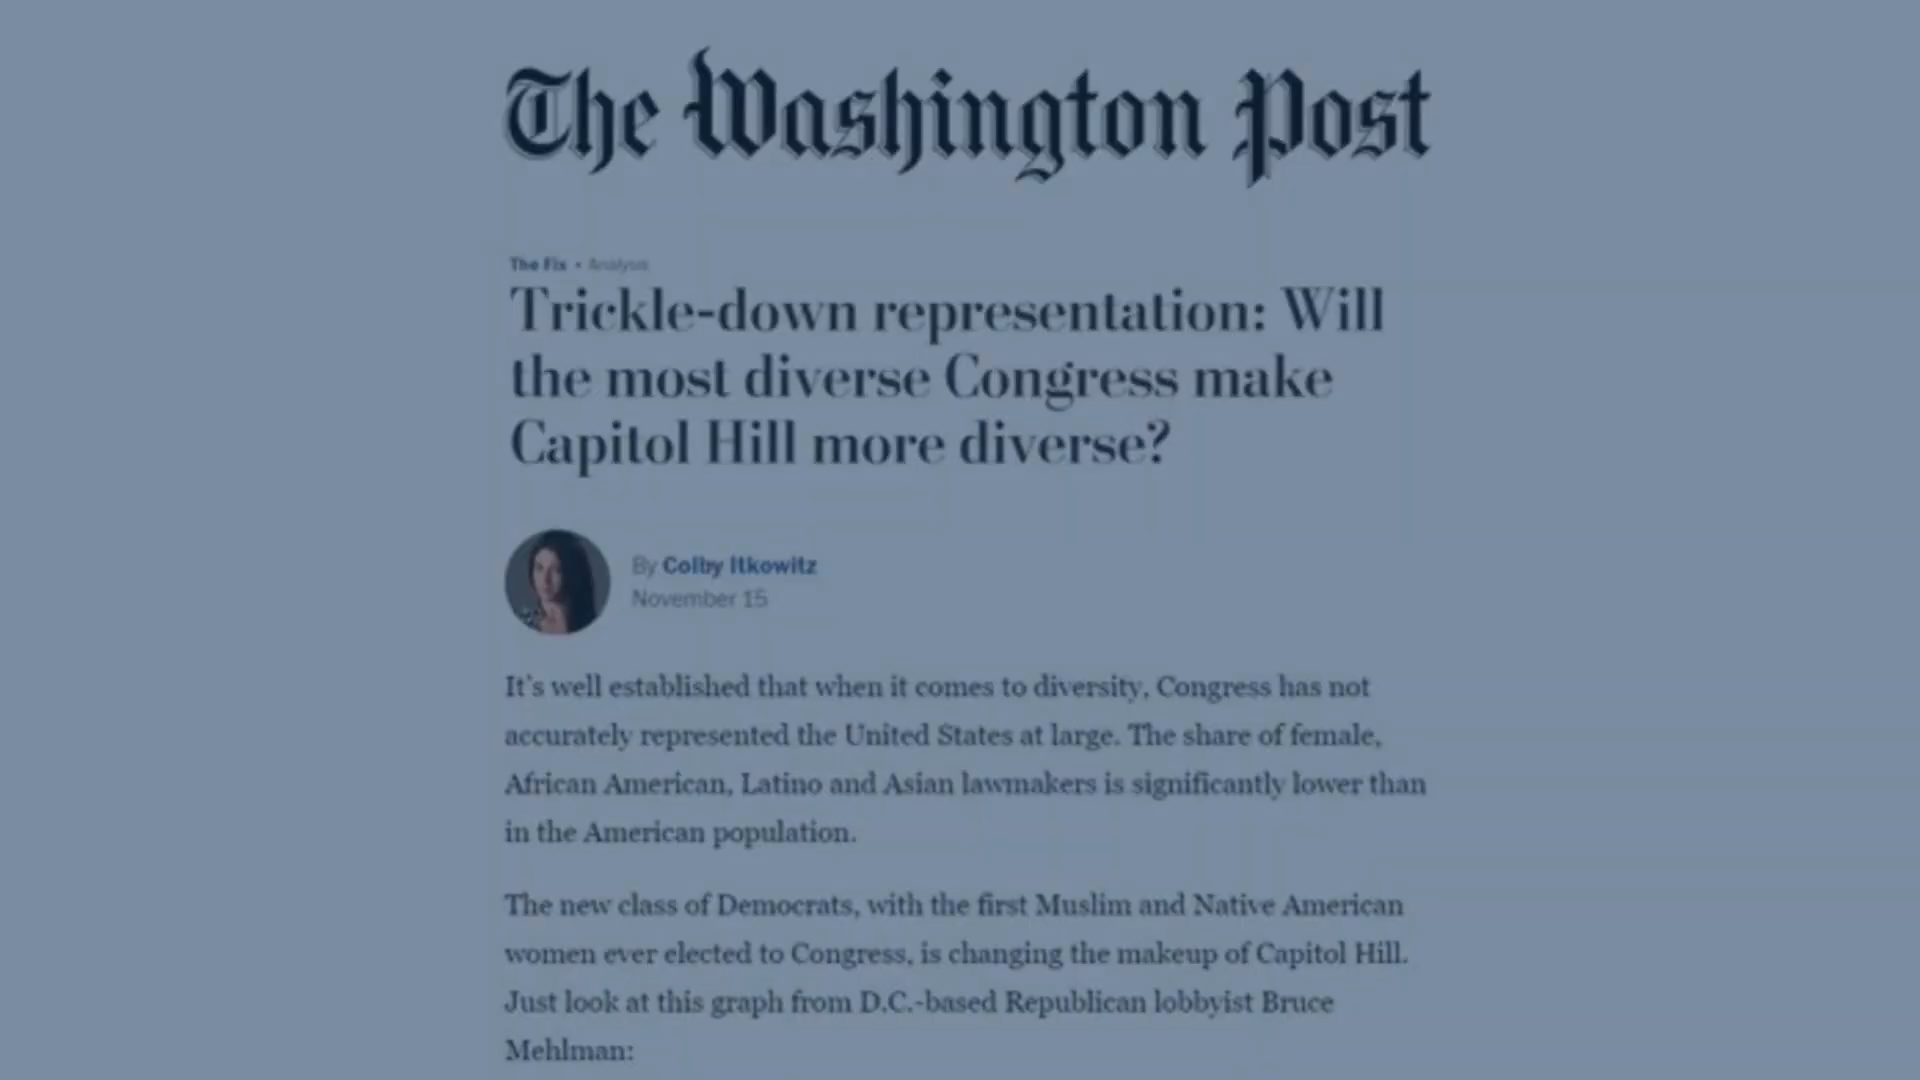 The Washington Post
The Fix • Analysis
Trickle-down representation: Will
the most diverse Congress make
Capitol Hill more diverse?
By Colby Itkowitz
November 15
It's well established that when it comes to diversity, Congress has not
accurately represented the United States at large. The share of female,
African American, Latino and Asian lawmakers is significantly lower than
in the American population.
The new class of Democrats, with the first Muslim and Native American
women ever elected to Congress, is changing the makeup of Capitol Hill.
Just look at this graph from D.C.-based Republican lobbyist Bruce
Mehlman: